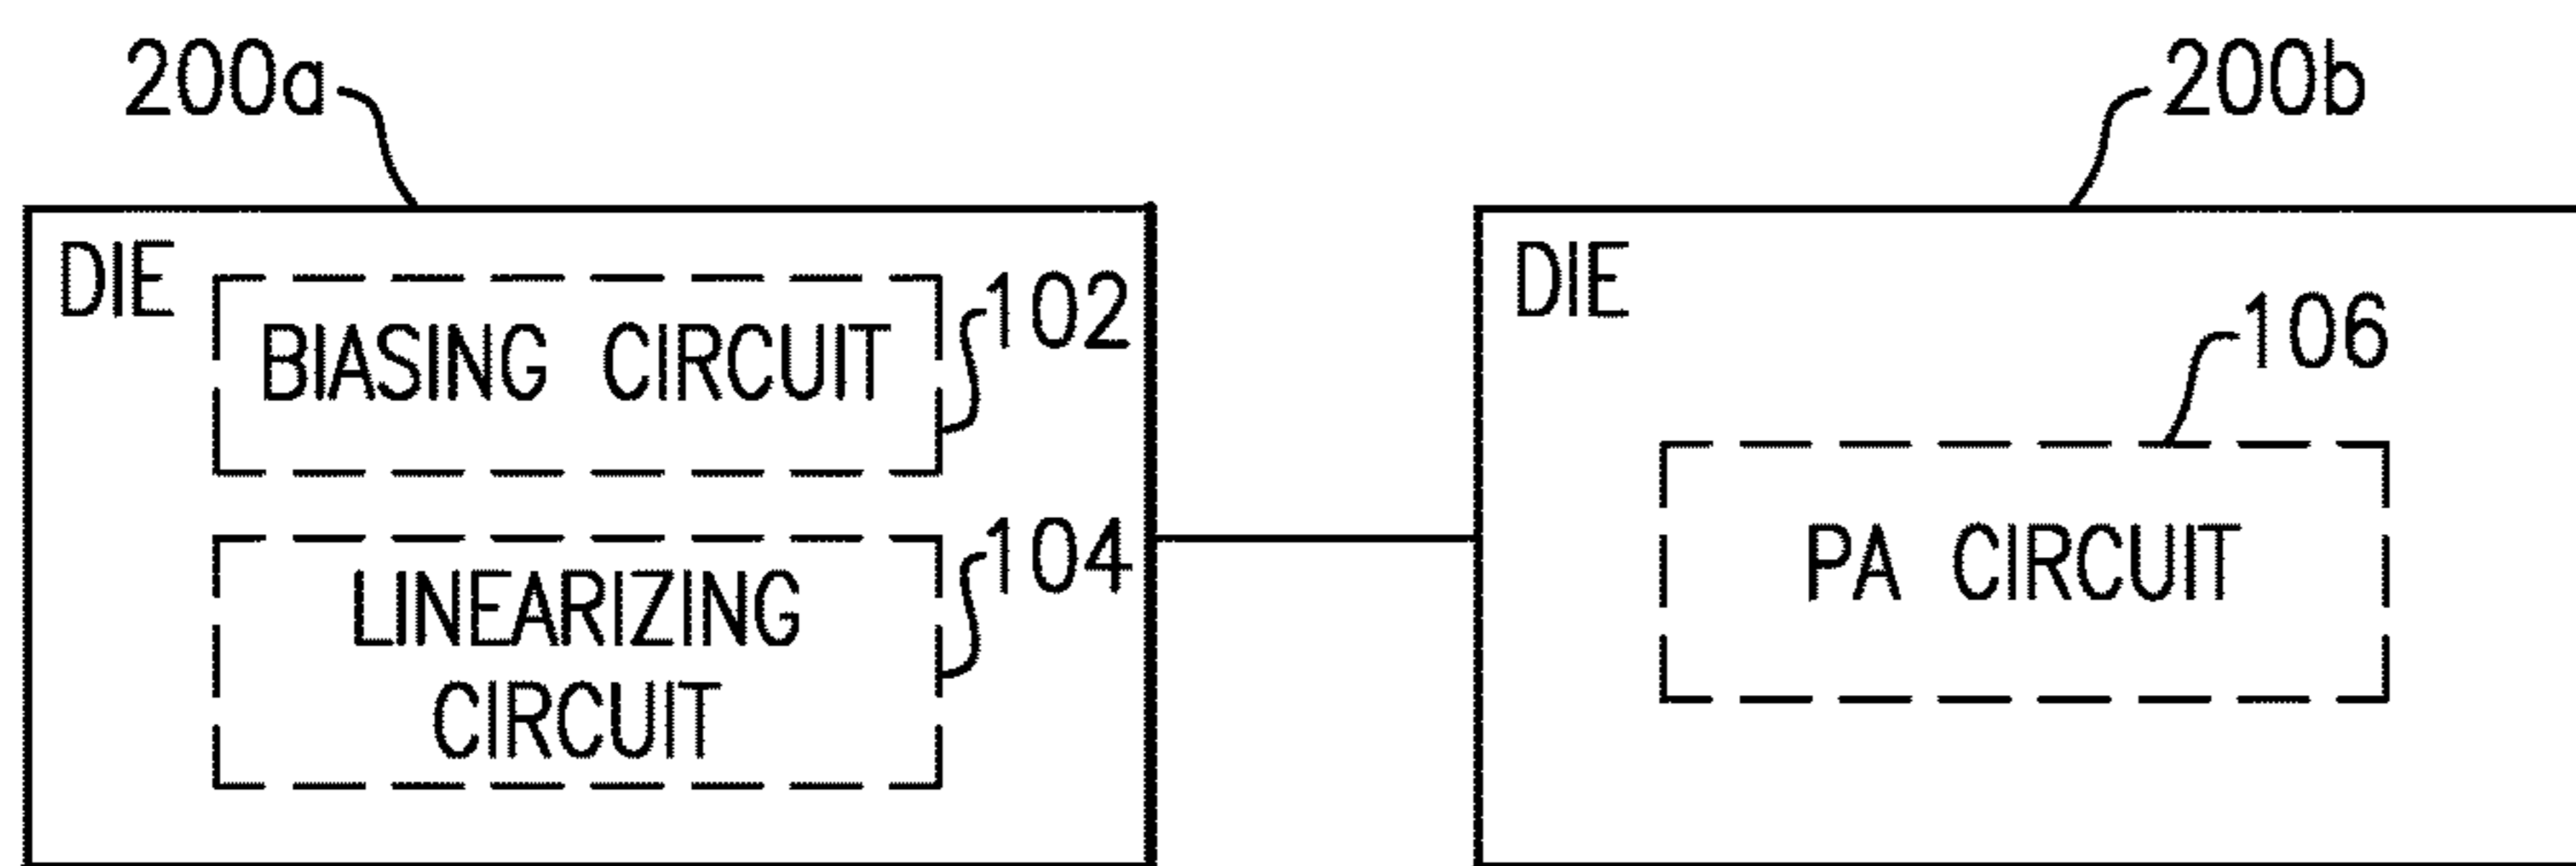 200a
200b
DIE
BIASING CIRCUIT
102
LINEARIZING
CIRCUIT
104
DIE
106
PA CIRCUIT